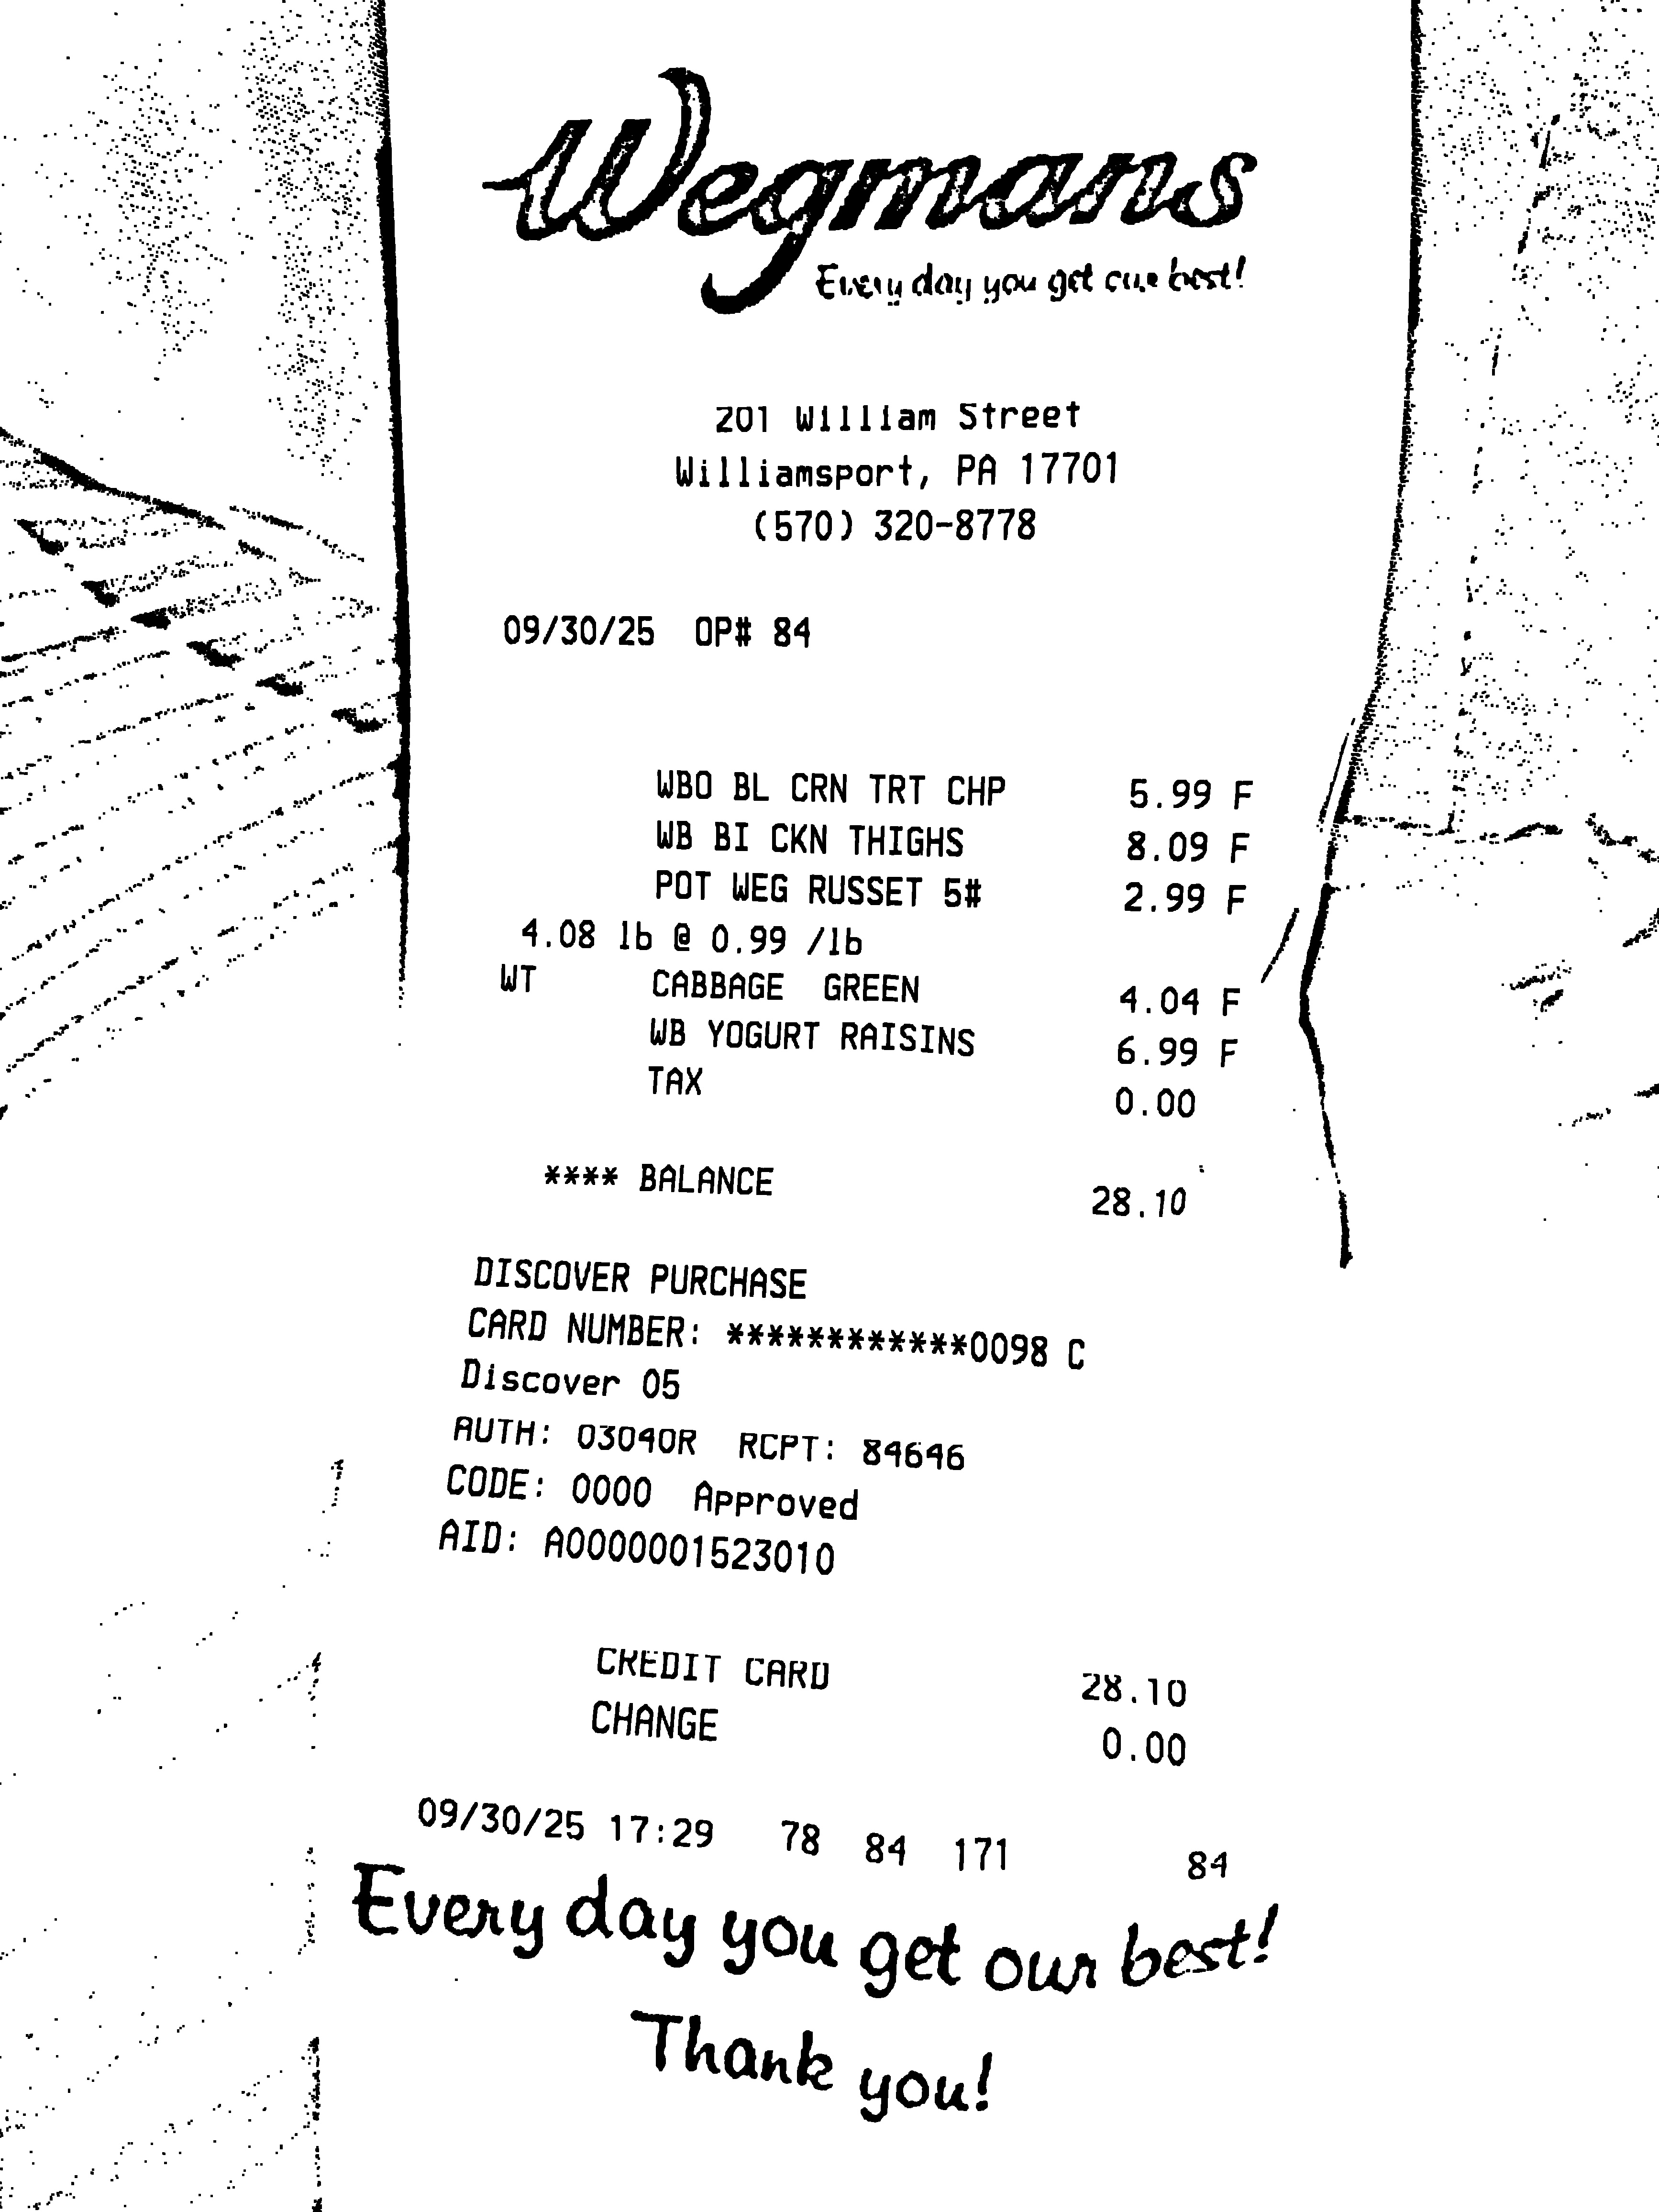 Wegmans
Every day you get our best!
201 William Street
Williamsport, PA 17701
(570) 320-8778
09/30/25 OP# 84
WBO BL CRN TRT CHP 5.99 F
WB BI CKN THIGHS 8.09 F
POT WEG RUSSET 5# 2.99 F
4.08 lb @ 0.99 /lb
WT CABBAGE GREEN 4.04 F
WB YOGURT RAISINS 6.99 F
TAX 0.00
**** BALANCE 28.10
DISCOVER PURCHASE
CARD NUMBER: ************0098 C
Discover 05
AUTH: 03040R RCPT: 84646
CODE: 0000 Approved
AID: A0000001523010
CREDIT CARD 28.10
CHANGE 0.00
09/30/25 17:29 78 84 171 84
Every day you get our best!
Thank you!